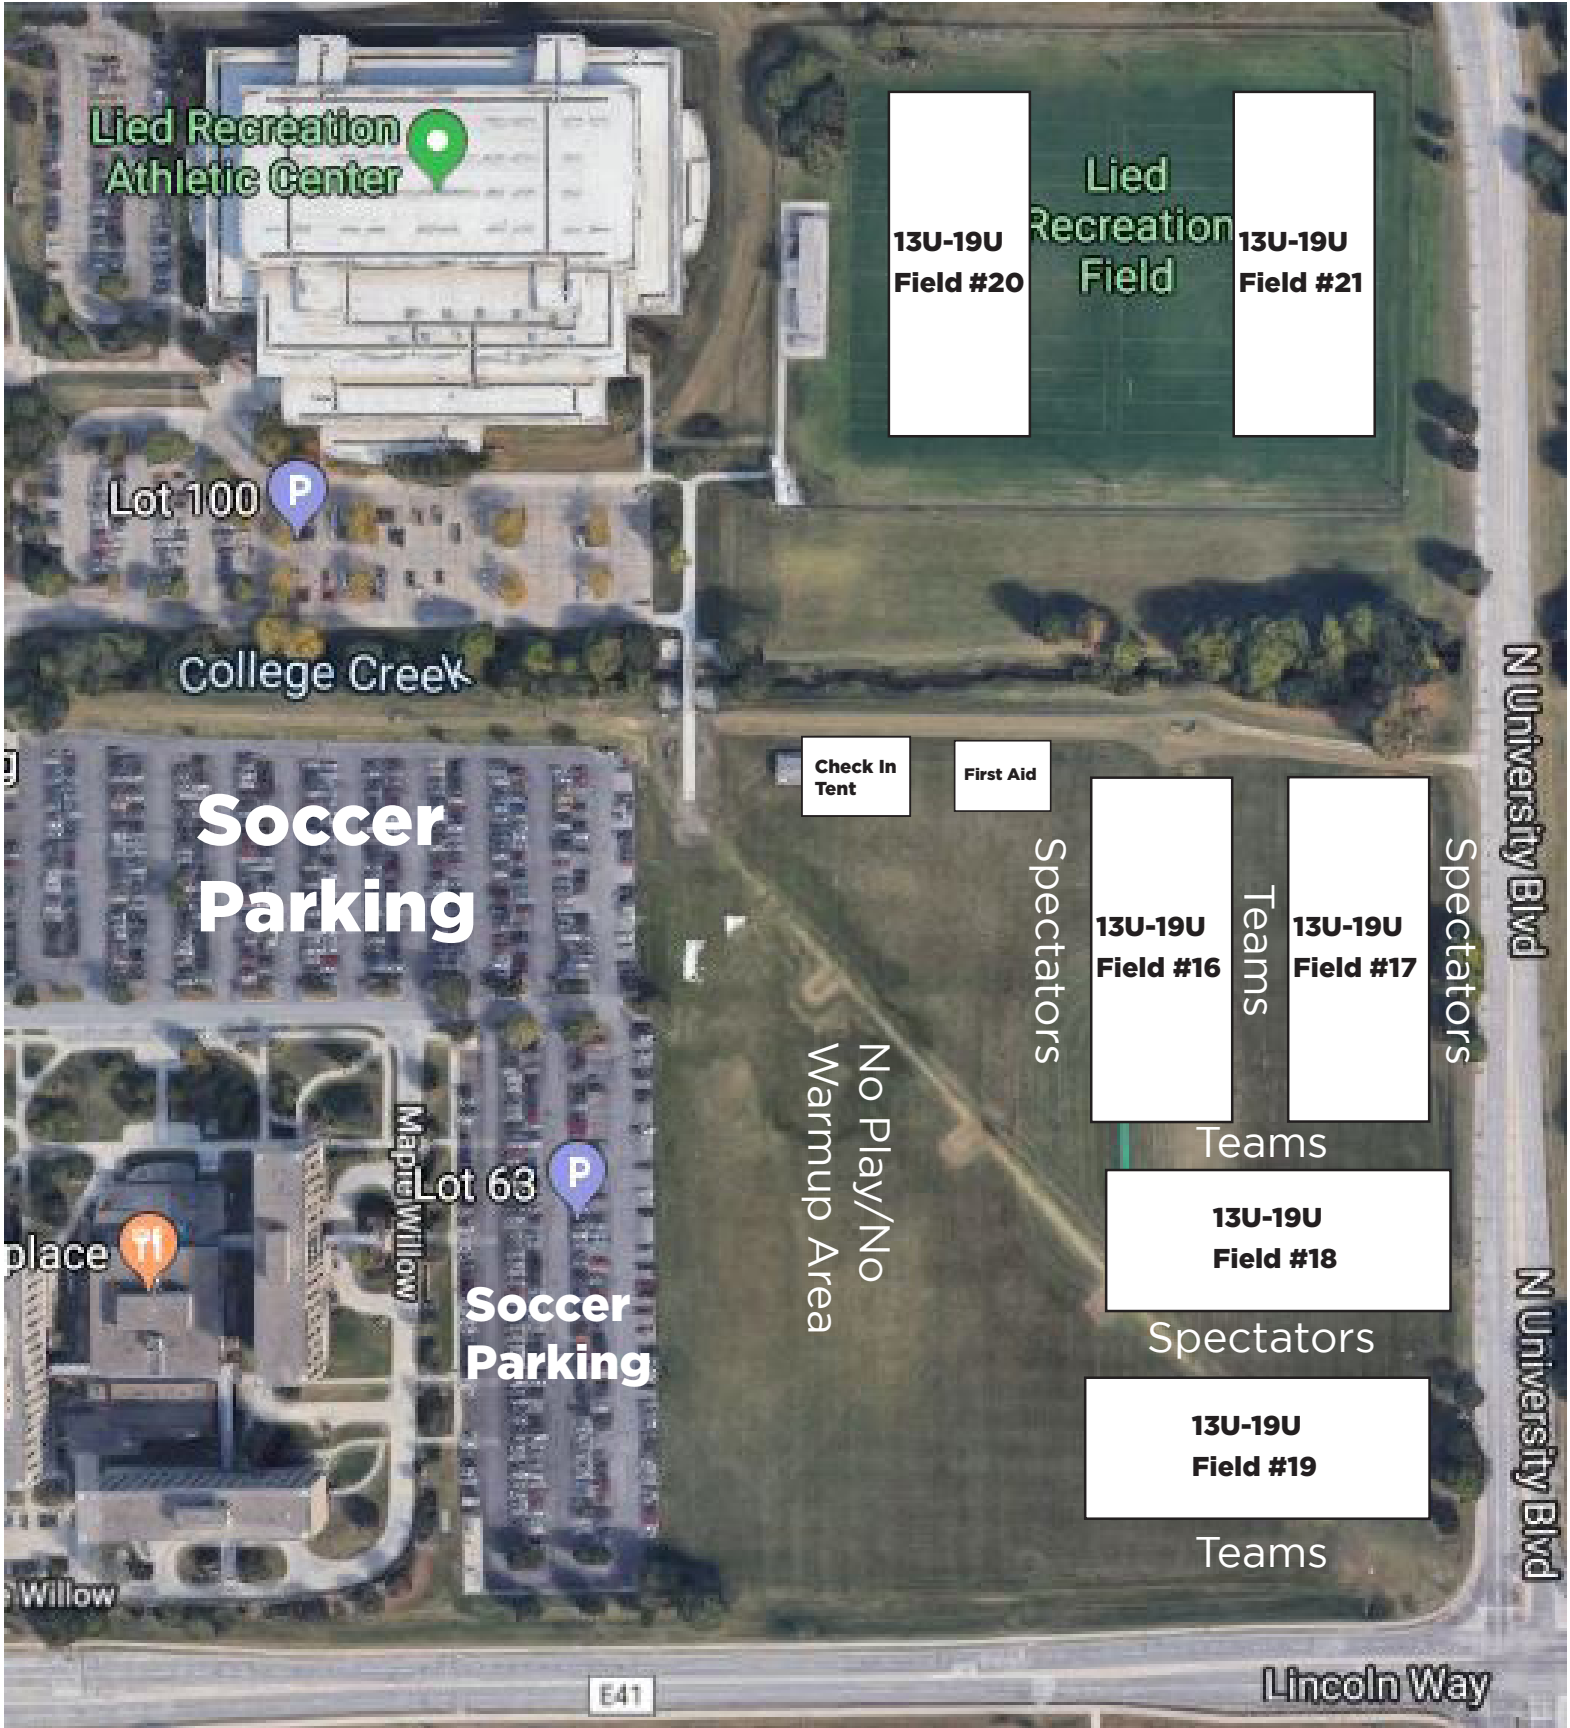 Lied Recreation
Athletic Center
Lied
Recreation
Field
13U-19U
Field #20
13U-19U
Field #21
Lot 100
P
College Creek
g
Soccer
Parking
Check In
Tent
First Aid
N University Blvd
Spectators
13U-19U
Field #16
Teams
13U-19U
Field #17
Spectators
No Play/No
Warmup Area
Maple Willow
Lot 63
P
Teams
13U-19U
Field #18
place
Soccer
Parking
Spectators
13U-19U
Field #19
N University Blvd
Teams
Willow
E41
Lincoln Way